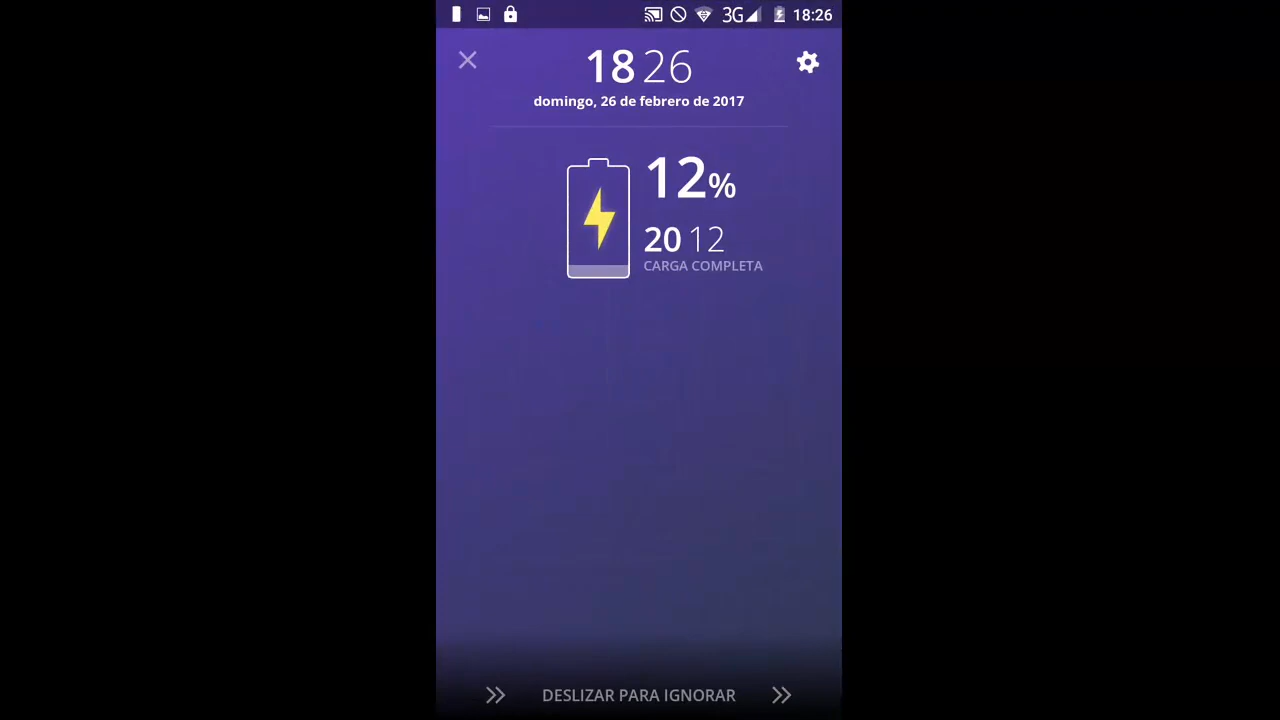 3G 18:26
18 26
domingo, 26 de febrero de 2017
12%
20 12
CARGA COMPLETA
DESLIZAR PARA IGNORAR